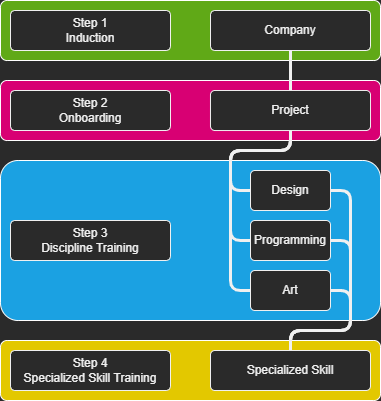 Step 1
Induction
Company
Step 2
Onboarding
Project
Design
Step 3
Discipline Training
Programming
Art
Step 4
Specialized Skill Training
Specialized Skill